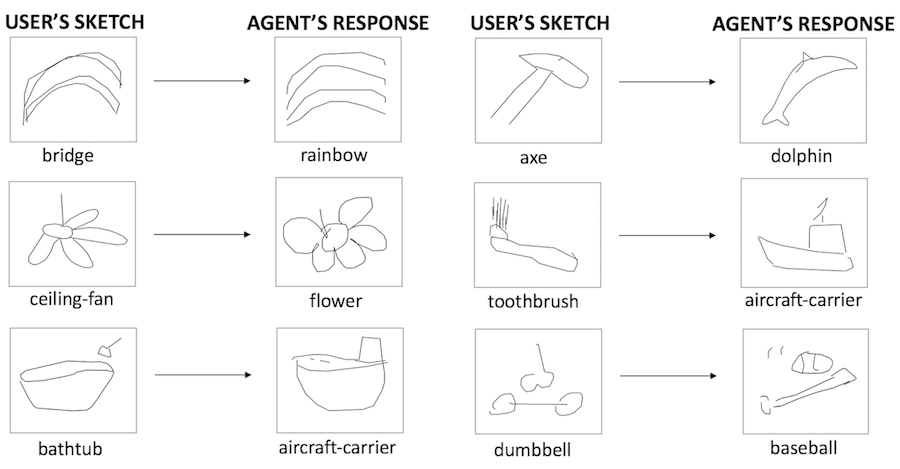 USER'S SKETCH AGENT'S RESPONSE USER'S SKETCH AGENT'S RESPONSE
bridge rainbow axe dolphin
ceiling-fan flower toothbrush aircraft-carrier
bathtub aircraft-carrier dumbbell baseball